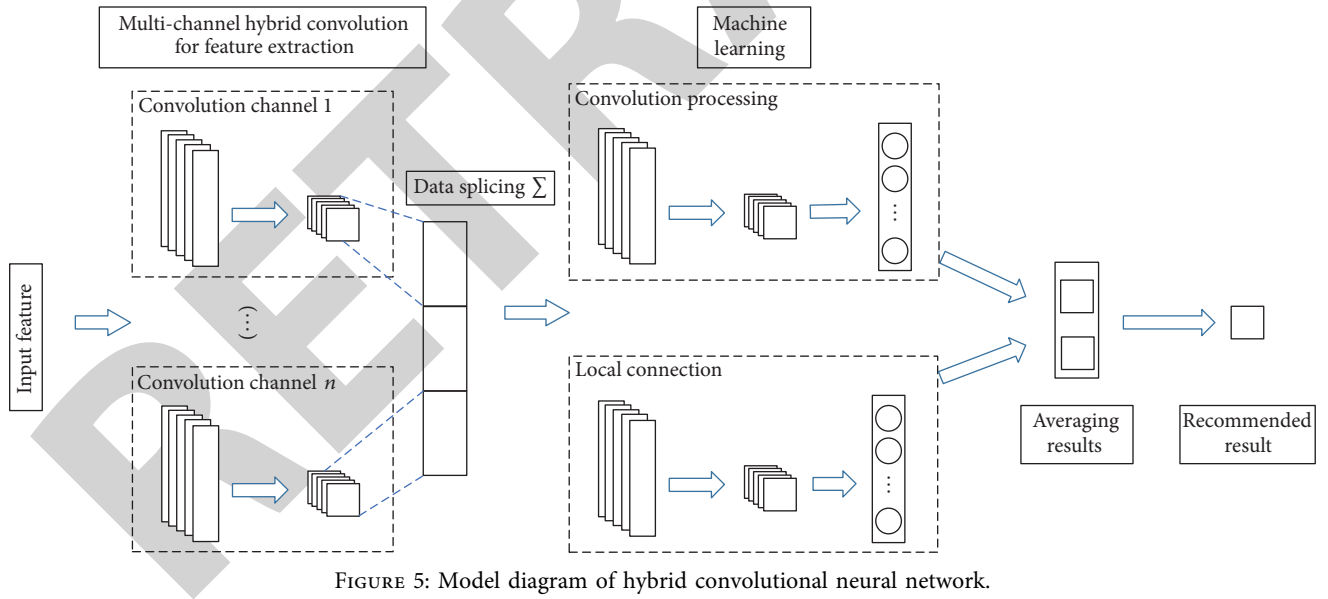 Multi-channel hybrid convolution
for feature extraction
Machine
learning
Convolution channel 1
Convolution processing
Data splicing ∑
Input feature
(...)
Convolution channel n
Local connection
...
...
Averaging
results
Recommended
result
FIGURE 5: Model diagram of hybrid convolutional neural network.
RETRA